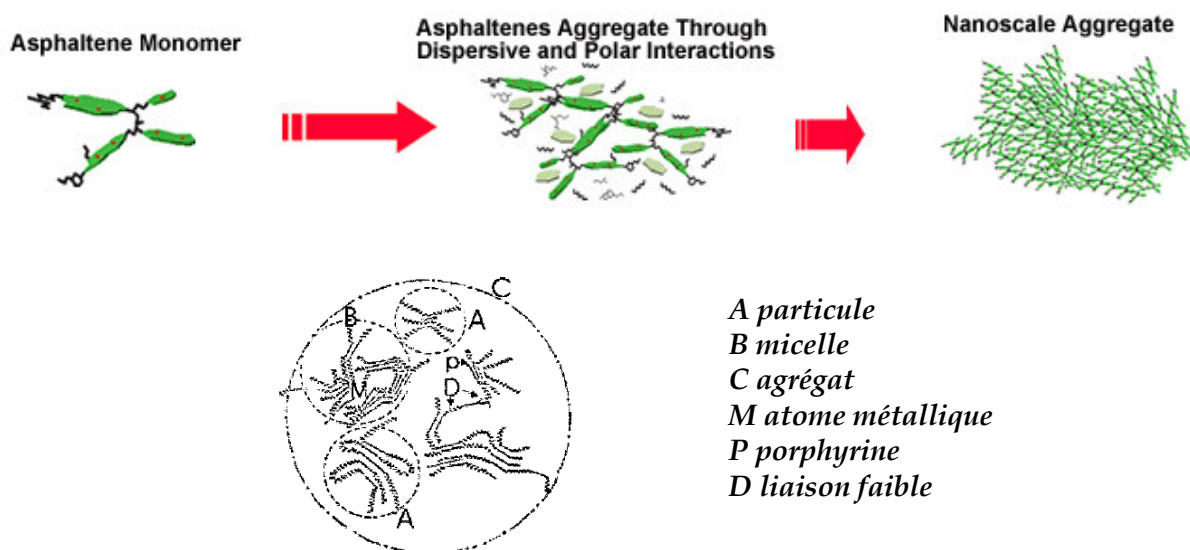 Asphaltene Monomer
Asphaltenes Aggregate Through
Dispersive and Polar Interactions
Nanoscale Aggregate
C
B
A
P
D
M
A
A particule
B micelle
C agrégat
M atome métallique
P porphyrine
D liaison faible